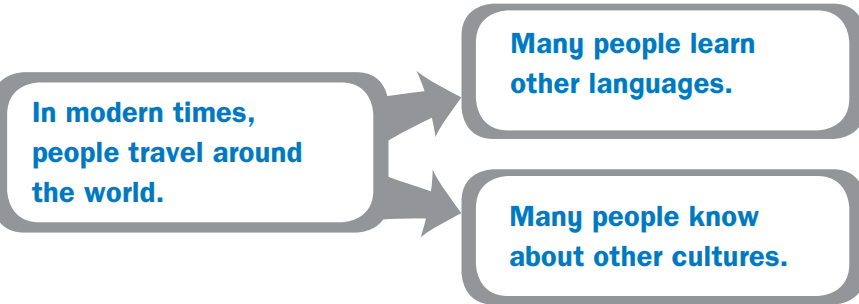 In modern times,
people travel around
the world.
Many people learn
other languages.
Many people know
about other cultures.